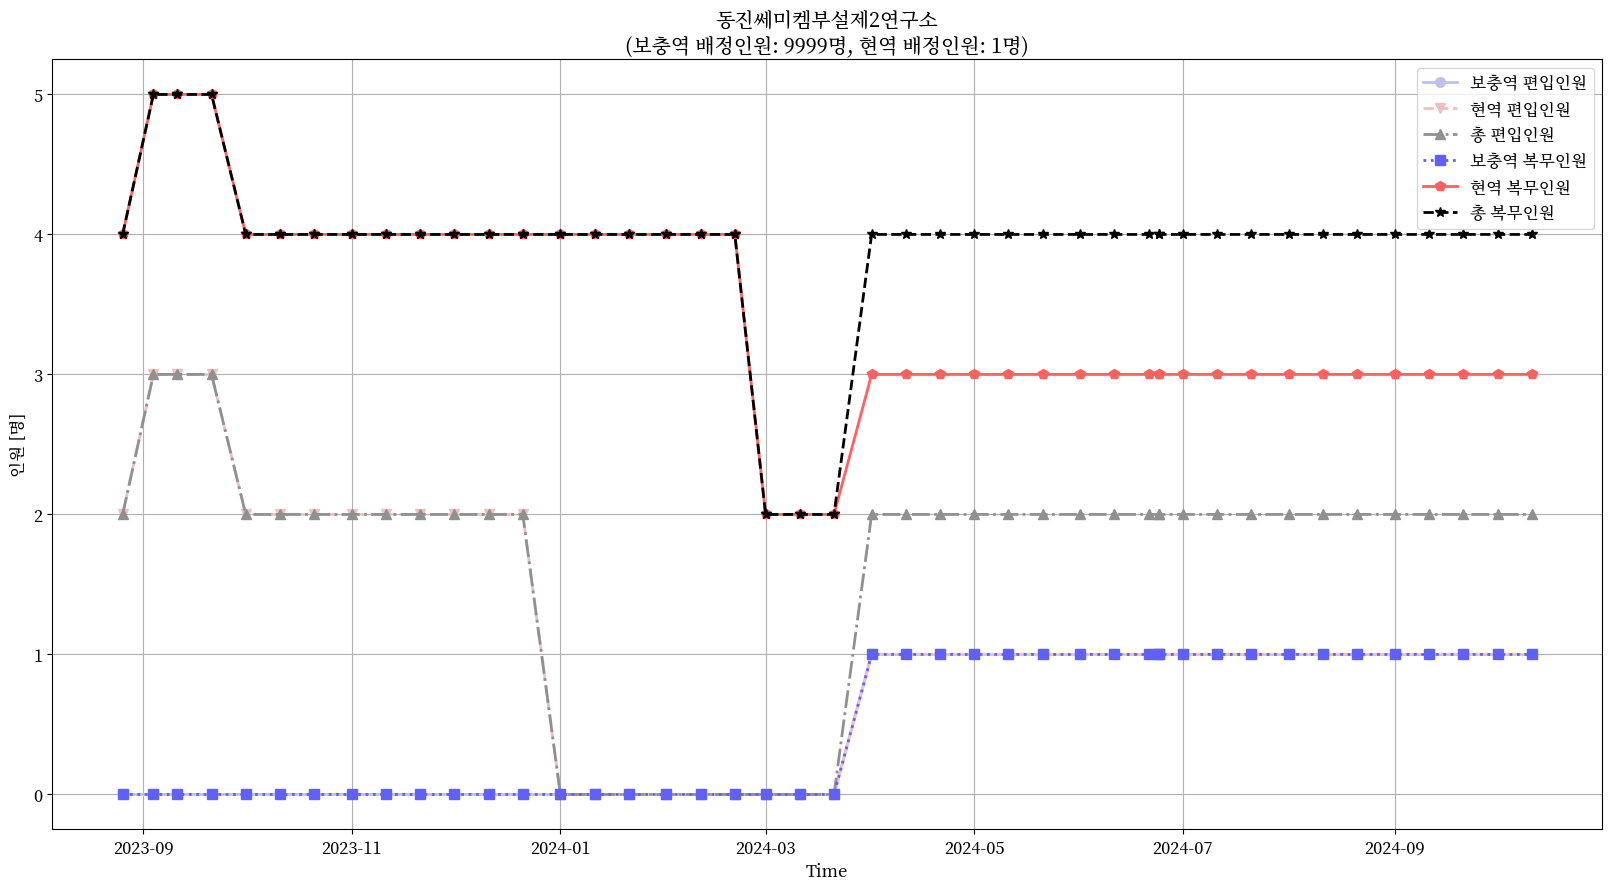 동진쎄미켐부설제2연구소
(보충역 배정인원: 9999명, 현역 배정인원: 1명)
보충역 편입인원
현역 편입인원
총 편입인원
보충역 복무인원
현역 복무인원
총 복무인원
인원 [명]
5
4
3
2
1
0
2023-09
2023-11
2024-01
2024-03
2024-05
2024-07
2024-09
Time